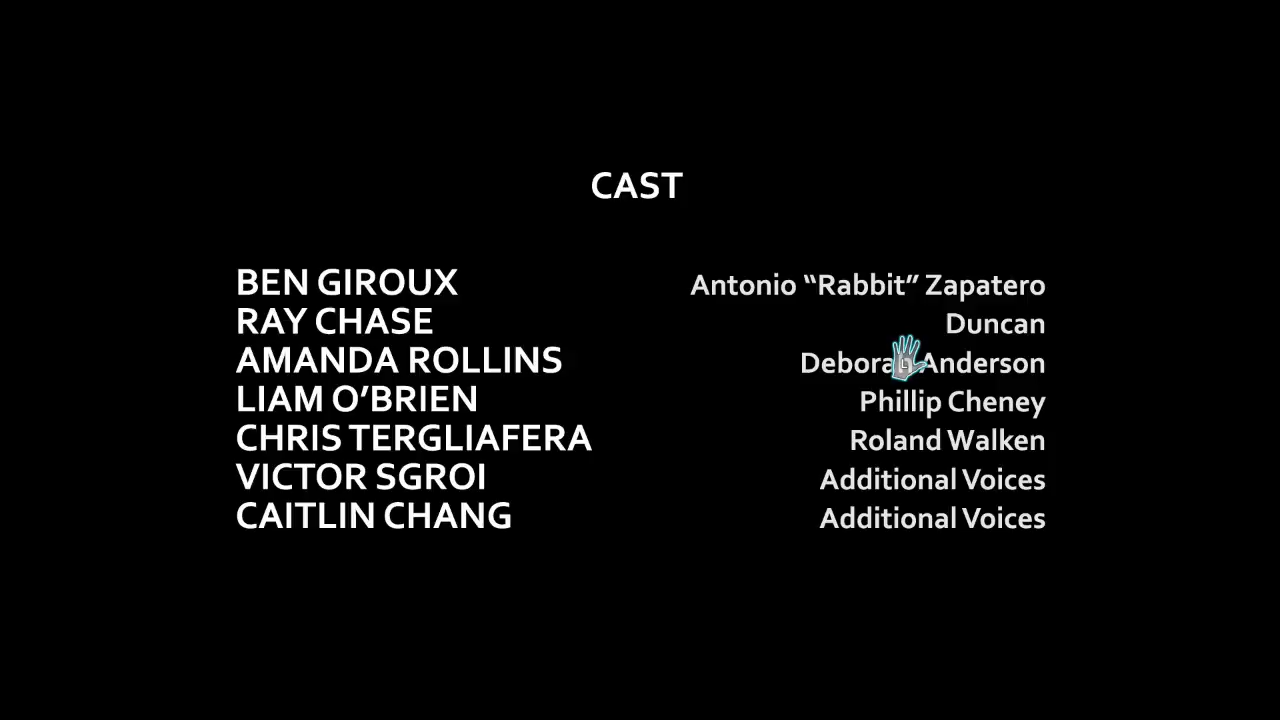 CAST
BEN GIROUX Antonio “Rabbit” Zapatero
RAY CHASE Duncan
AMANDA ROLLINS Deborah Anderson
LIAM O’BRIEN Phillip Cheney
CHRIS TERGLIAFERA Roland Walken
VICTOR SGROI Additional Voices
CAITLIN CHANG Additional Voices